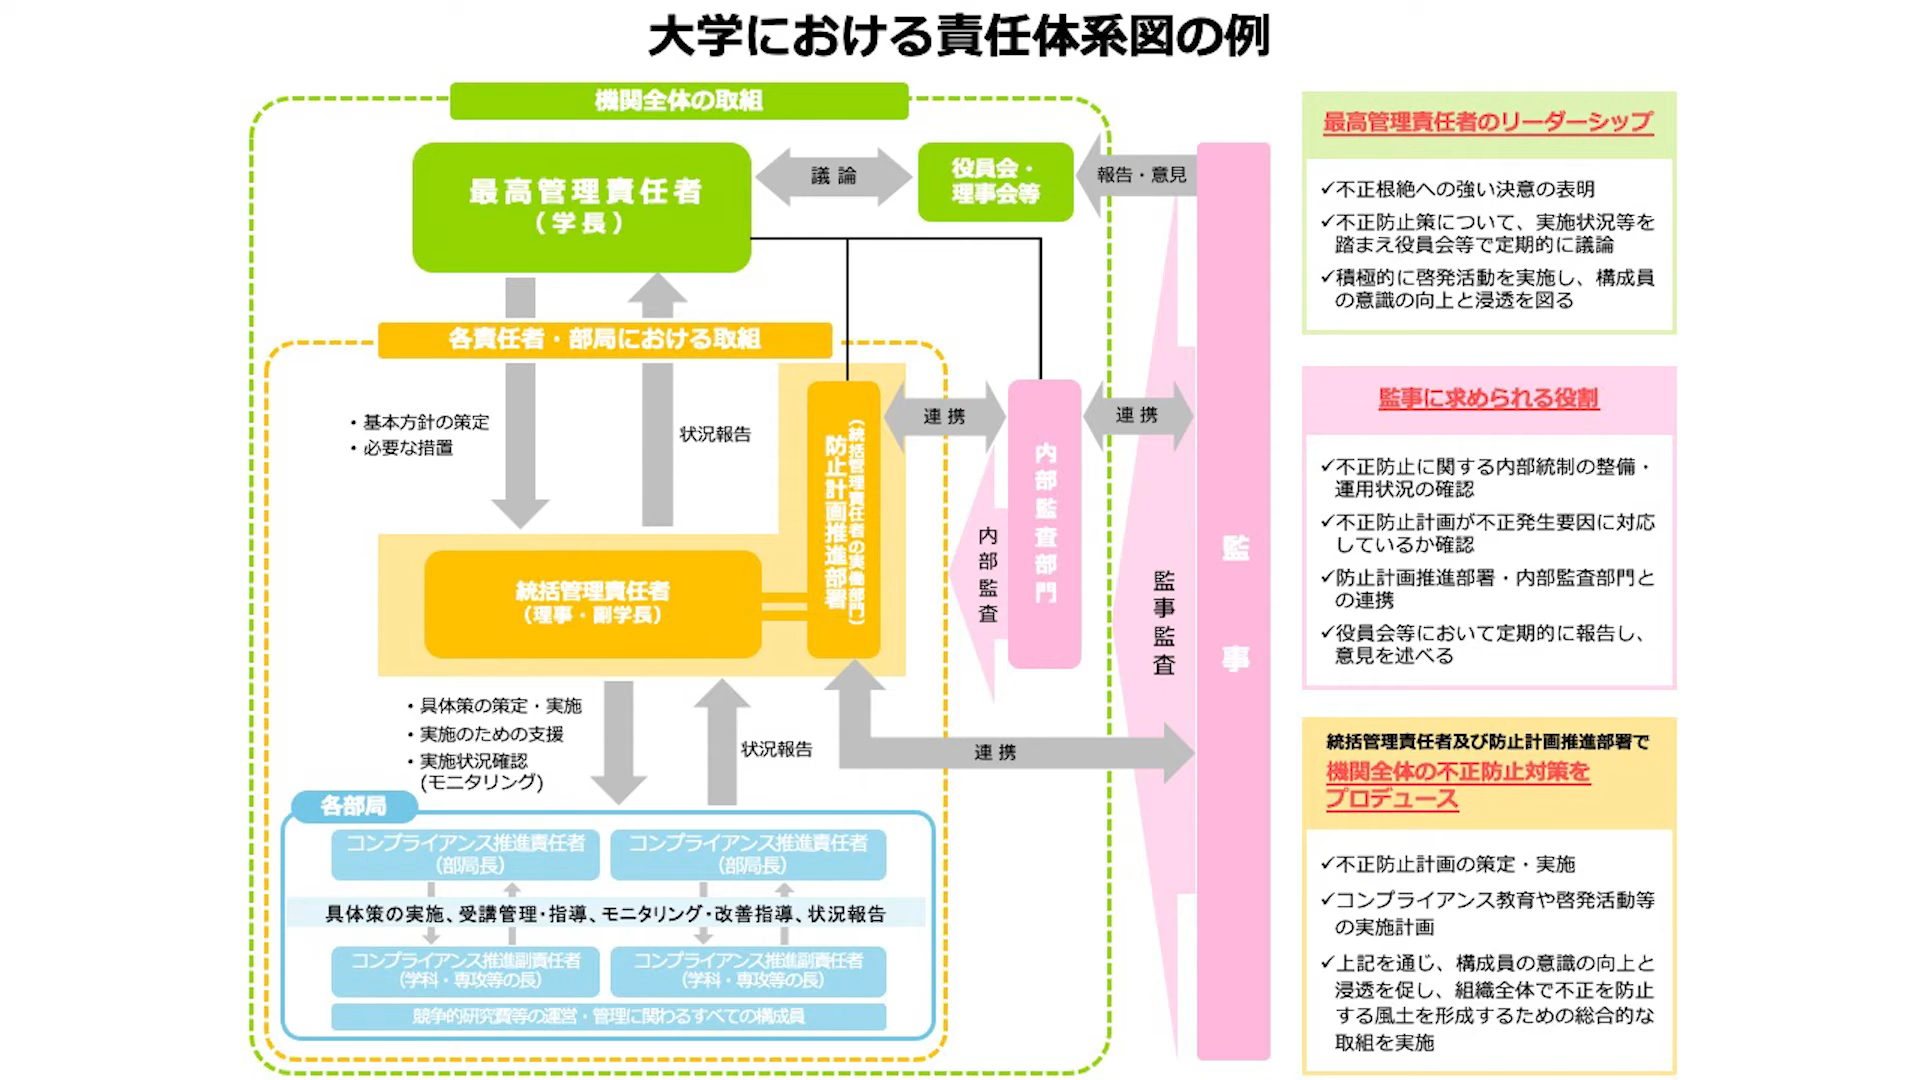 大学における責任体系図の例
機関全体の取組
最高管理責任者
(学長)
議論
役員会・
理事会等
報告・意見
各責任者・部局における取組
・基本方針の策定
・必要な措置
状況報告
防止計画推進部署
(統括管理責任者の実働部門)
連携
内部監査部門
連携
内部監査
監事監査
監事
統括管理責任者
(理事・副学長)
・具体策の策定・実施
・実施のための支援
・実施状況確認
(モニタリング)
状況報告
連携
各部局
コンプライアンス推進責任者
(部局長)
コンプライアンス推進責任者
(部局長)
具体策の実施、受講管理・指導、モニタリング・改善指導、状況報告
コンプライアンス推進副責任者
(学科・専攻等の長)
コンプライアンス推進副責任者
(学科・専攻等の長)
競争的研究費等の運営・管理に関わるすべての構成員
最高管理責任者のリーダーシップ
✓不正根絶への強い決意の表明
✓不正防止策について、実施状況等を
踏まえ役員会等で定期的に議論
✓積極的に啓発活動を実施し、構成員
の意識の向上と浸透を図る
監事に求められる役割
✓不正防止に関する内部統制の整備・
運用状況の確認
✓不正防止計画が不正発生要因に対応
しているか確認
✓防止計画推進部署・内部監査部門と
の連携
✓役員会等において定期的に報告し、
意見を述べる
統括管理責任者及び防止計画推進部署で
機関全体の不正防止対策を
プロデュース
✓不正防止計画の策定・実施
✓コンプライアンス教育や啓発活動等
の実施計画
✓上記を通じ、構成員の意識の向上と
浸透を促し、組織全体で不正を防止
する風土を形成するための総合的な
取組を実施